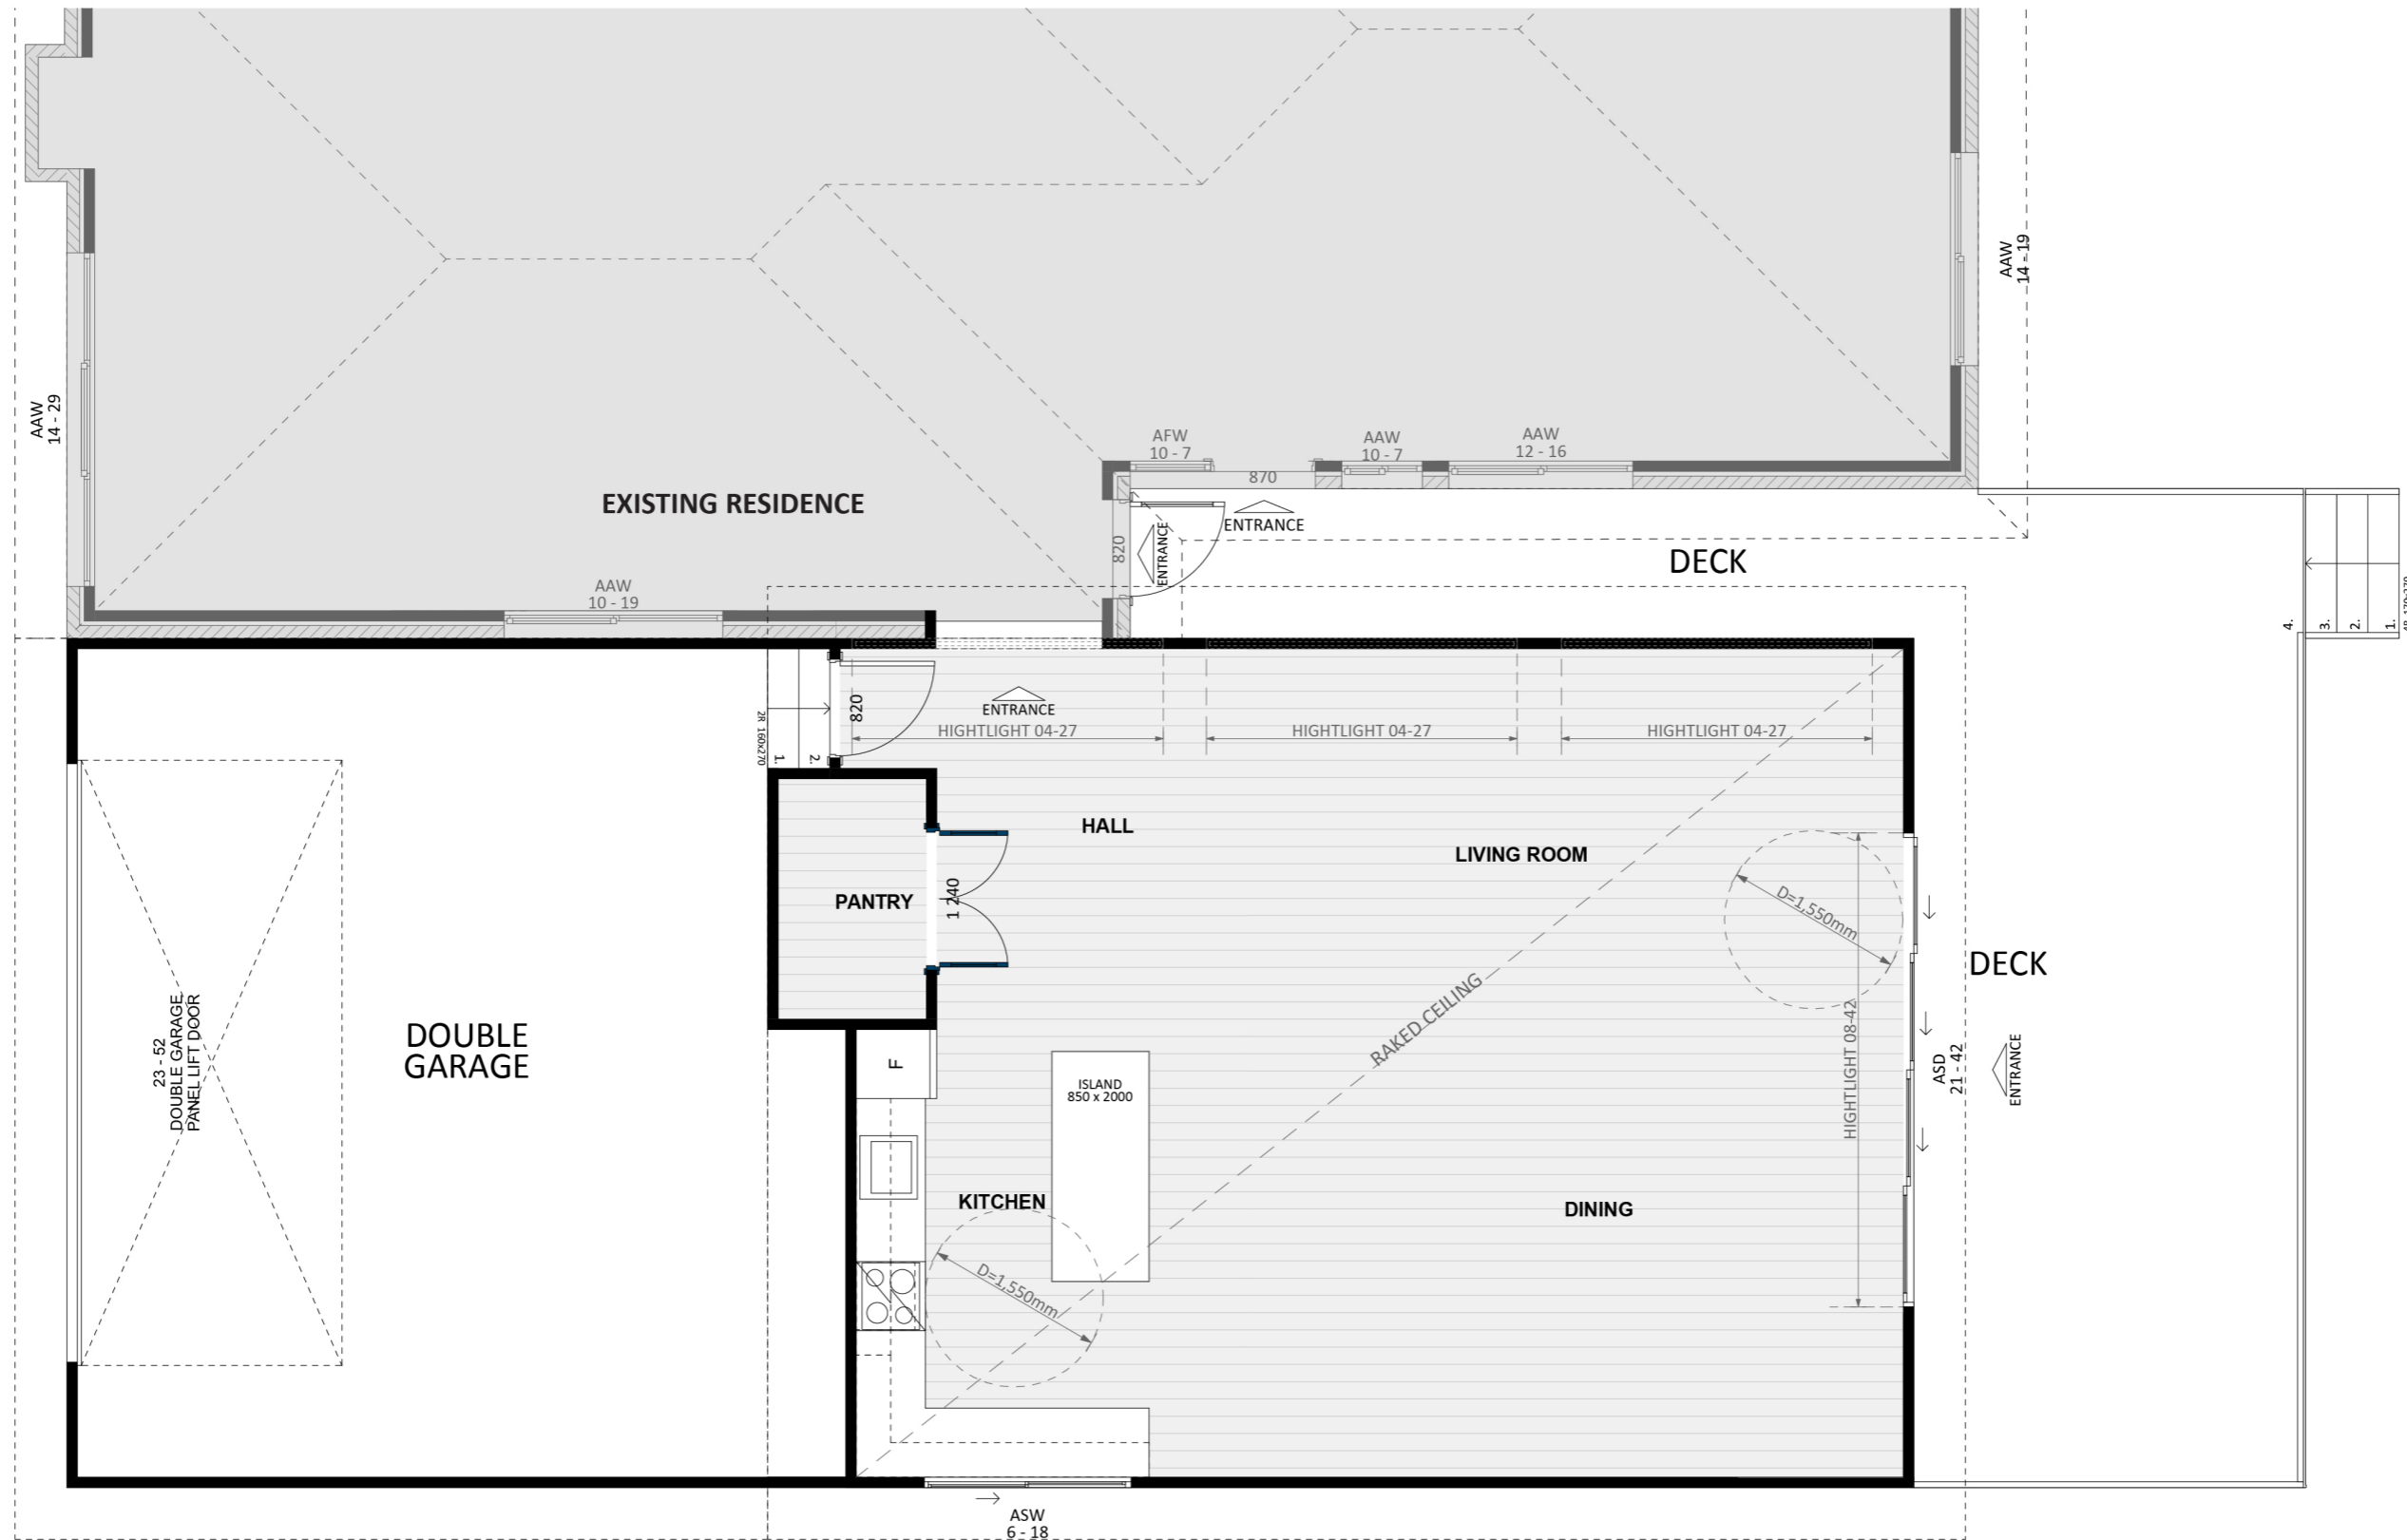 AAW
14 - 19
AAW
14 - 29
AFW
10 - 7
AAW
10 - 7
AAW
12 - 16
870
EXISTING RESIDENCE
ENTRANCE
820
ENTRANCE
DECK
AAW
10 - 19
4.
3.
2.
1.
4R 170x270
820
ENTRANCE
2R 160x270
1.
2.
HIGHTLIGHT 04-27
HIGHTLIGHT 04-27
HIGHTLIGHT 04-27
HALL
LIVING ROOM
PANTRY
1 240
D=1,550mm
DECK
RAKED CEILING
HIGHTLIGHT 08-42
ASD
21 - 42
ENTRANCE
23 - 52
DOUBLE GARAGE
PANEL LIFT DOOR
DOUBLE
GARAGE
F
ISLAND
850 x 2000
KITCHEN
DINING
D=1,550mm
ASW
6 - 18